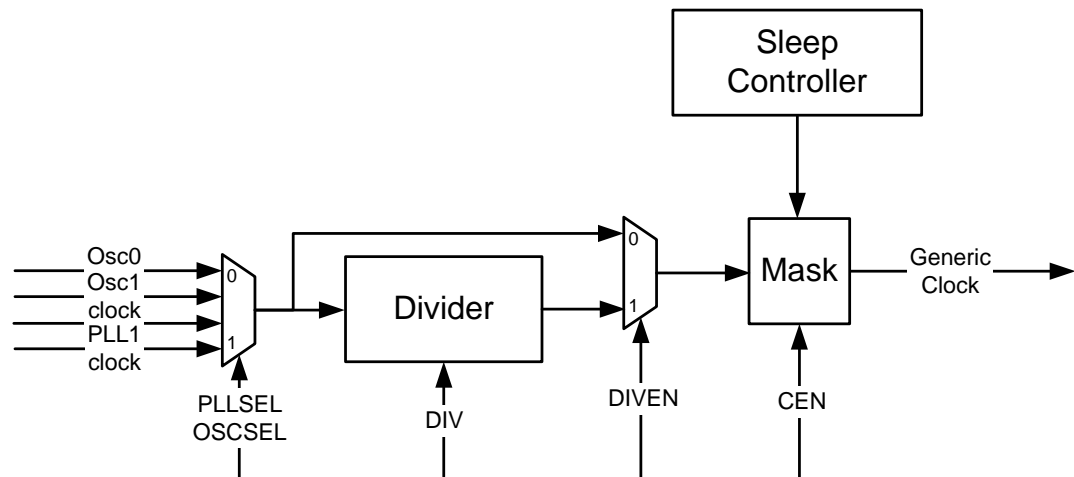 Sleep
Controller
Osc0
Osc1
clock
PLL1
clock
0
1
PLLSEL
OSCSEL
Divider
DIV
0
1
DIVEN
Mask
CEN
Generic
Clock